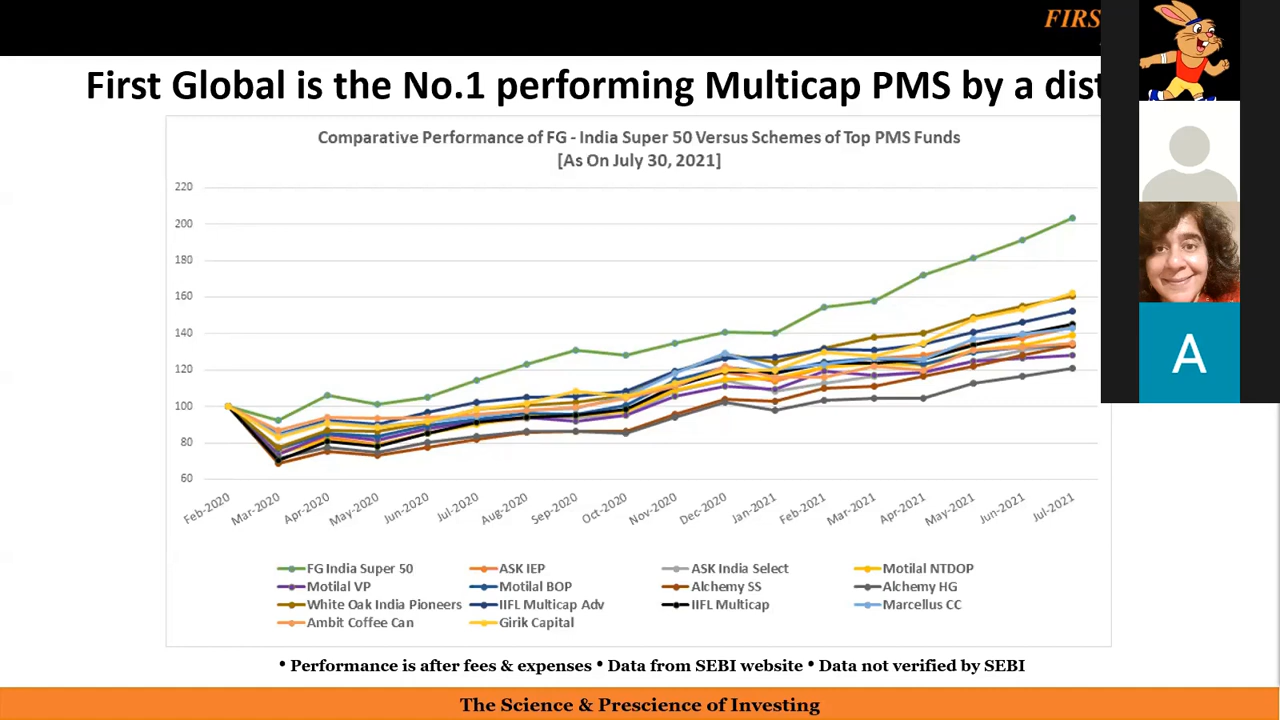 FIRS
First Global is the No.1 performing Multicap PMS by a dist
Comparative Performance of FG - India Super 50 Versus Schemes of Top PMS Funds
[As On July 30, 2021]
220
200
180
160
140
120
100
80
60
Feb-2020 Mar-2020 Apr-2020 May-2020 Jun-2020 Jul-2020 Aug-2020 Sep-2020 Oct-2020 Nov-2020 Dec-2020 Jan-2021 Feb-2021 Mar-2021 Apr-2021 May-2021 Jun-2021 Jul-2021
FG India Super 50 ASK IEP ASK India Select Motilal NTDOP
Motilal VP Motilal BOP Alchemy SS Alchemy HG
White Oak India Pioneers IIFL Multicap Adv IIFL Multicap Marcellus CC
Ambit Coffee Can Girik Capital
• Performance is after fees & expenses • Data from SEBI website • Data not verified by SEBI
The Science & Prescience of Investing
A